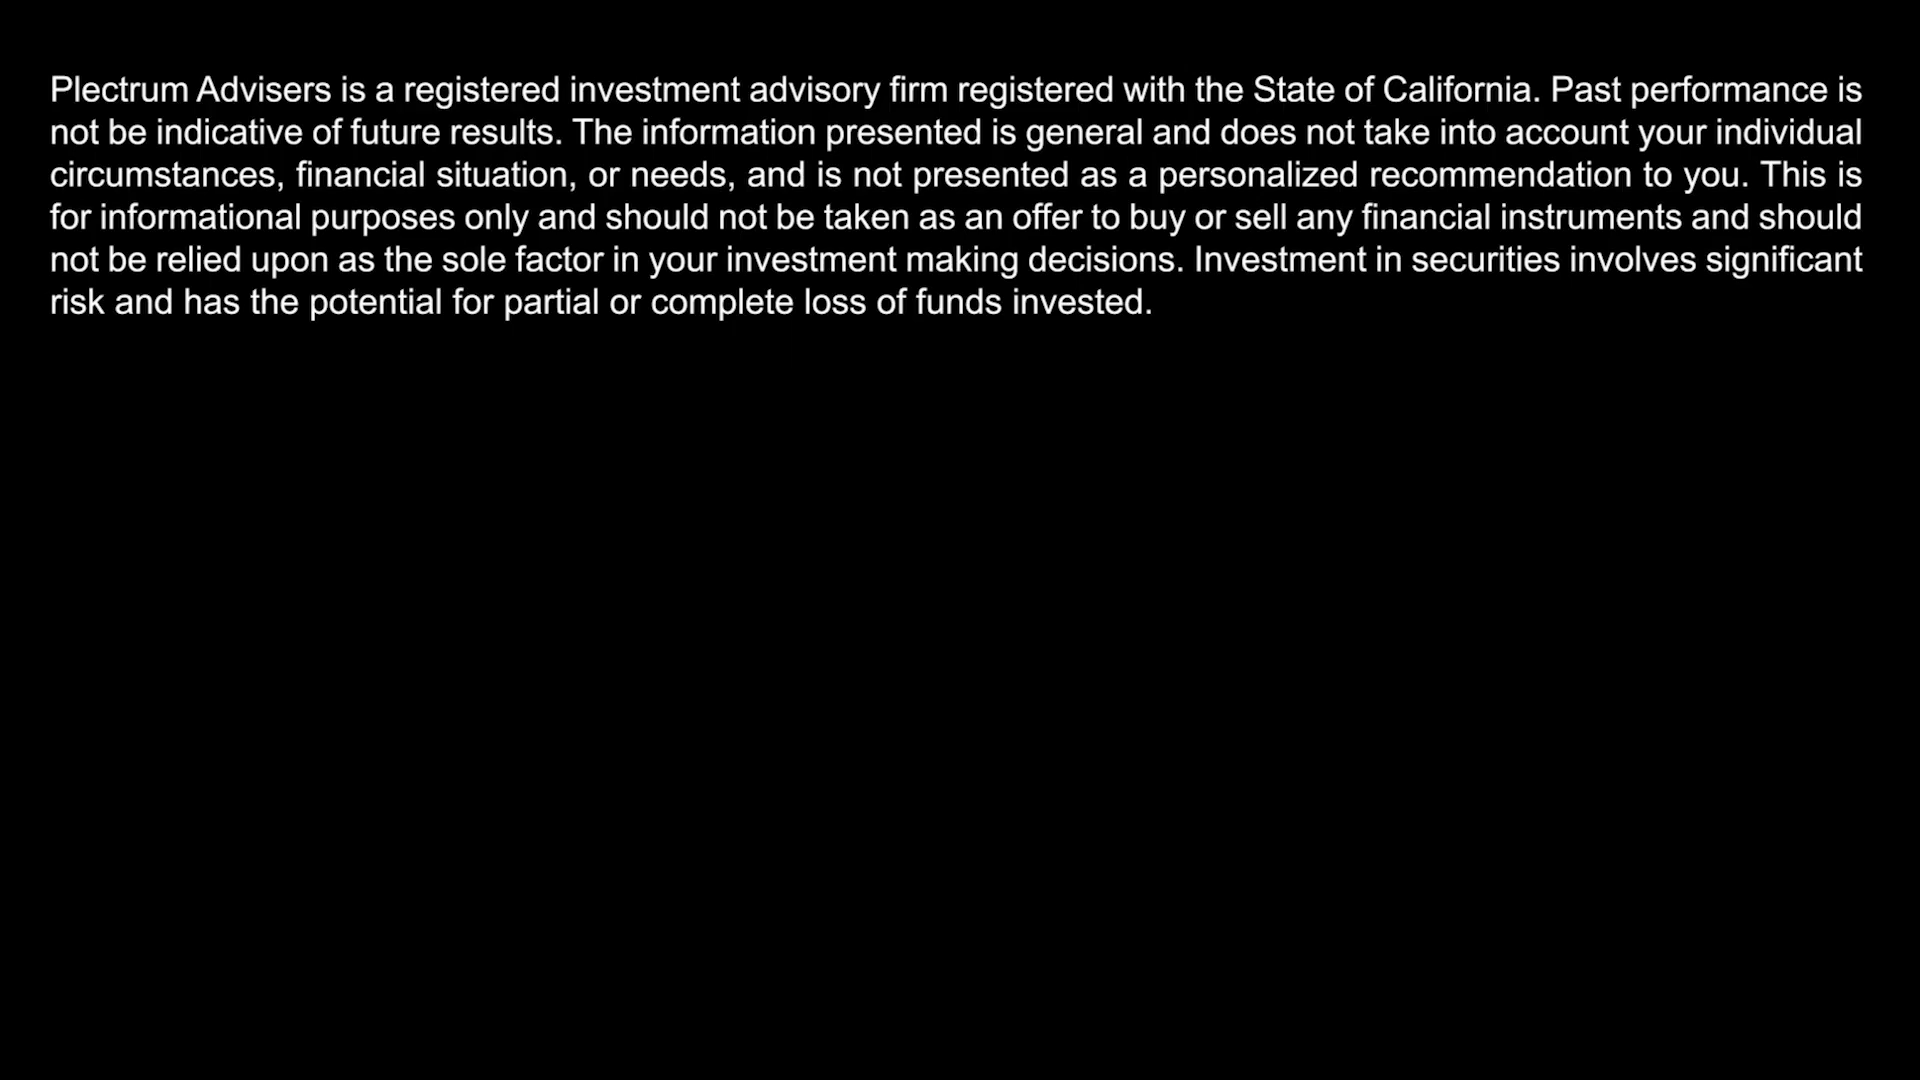 Plectrum Advisers is a registered investment advisory firm registered with the State of California. Past performance is
not be indicative of future results. The information presented is general and does not take into account your individual
circumstances, financial situation, or needs, and is not presented as a personalized recommendation to you. This is
for informational purposes only and should not be taken as an offer to buy or sell any financial instruments and should
not be relied upon as the sole factor in your investment making decisions. Investment in securities involves significant
risk and has the potential for partial or complete loss of funds invested.